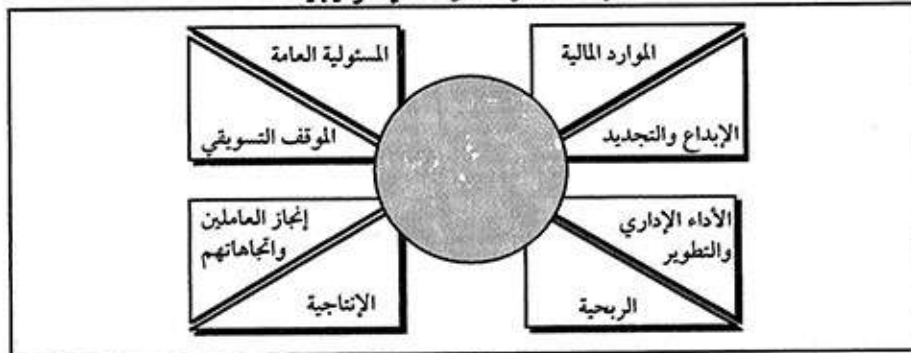 الموارد المالية
الإبداع والتجديد
المسئولية العامة
الموقف التسويقي
الأداء الإداري
والتطوير
الربحية
إنجاز العاملين
واتجاهاتهم
الإنتاجية